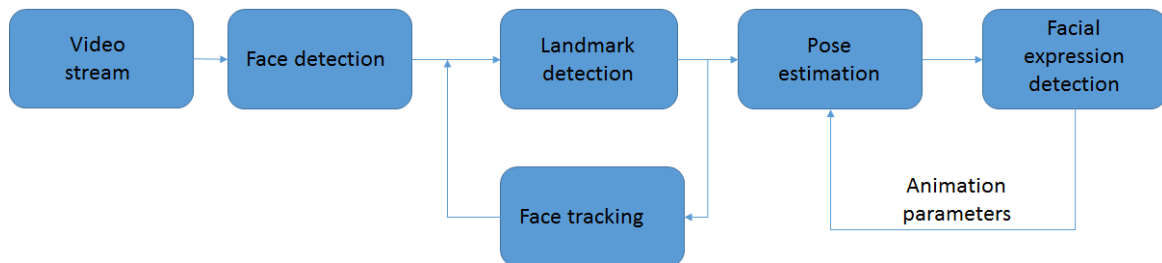 Video
stream
Face detection
Landmark
detection
Pose
estimation
Facial
expression
detection
Face tracking
Animation
parameters